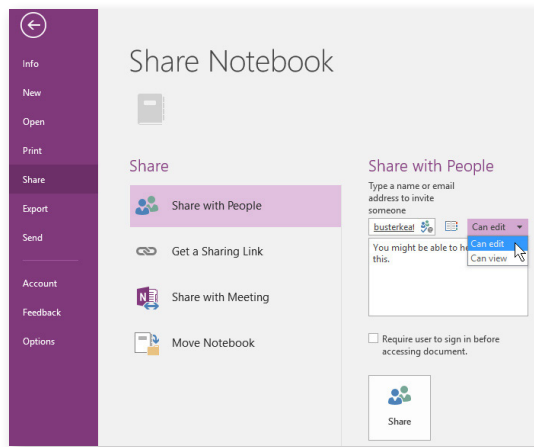 Share Notebook
Info
New
Open
Print
Share
Export
Send
Account
Feedback
Options
Share
Share with People
Get a Sharing Link
Share with Meeting
Move Notebook
Share with People
Type a name or email
address to invite
someone
busterkeat
Can edit
Can edit
Can view
You might be able to he
this.
Require user to sign in before
accessing document.
Share